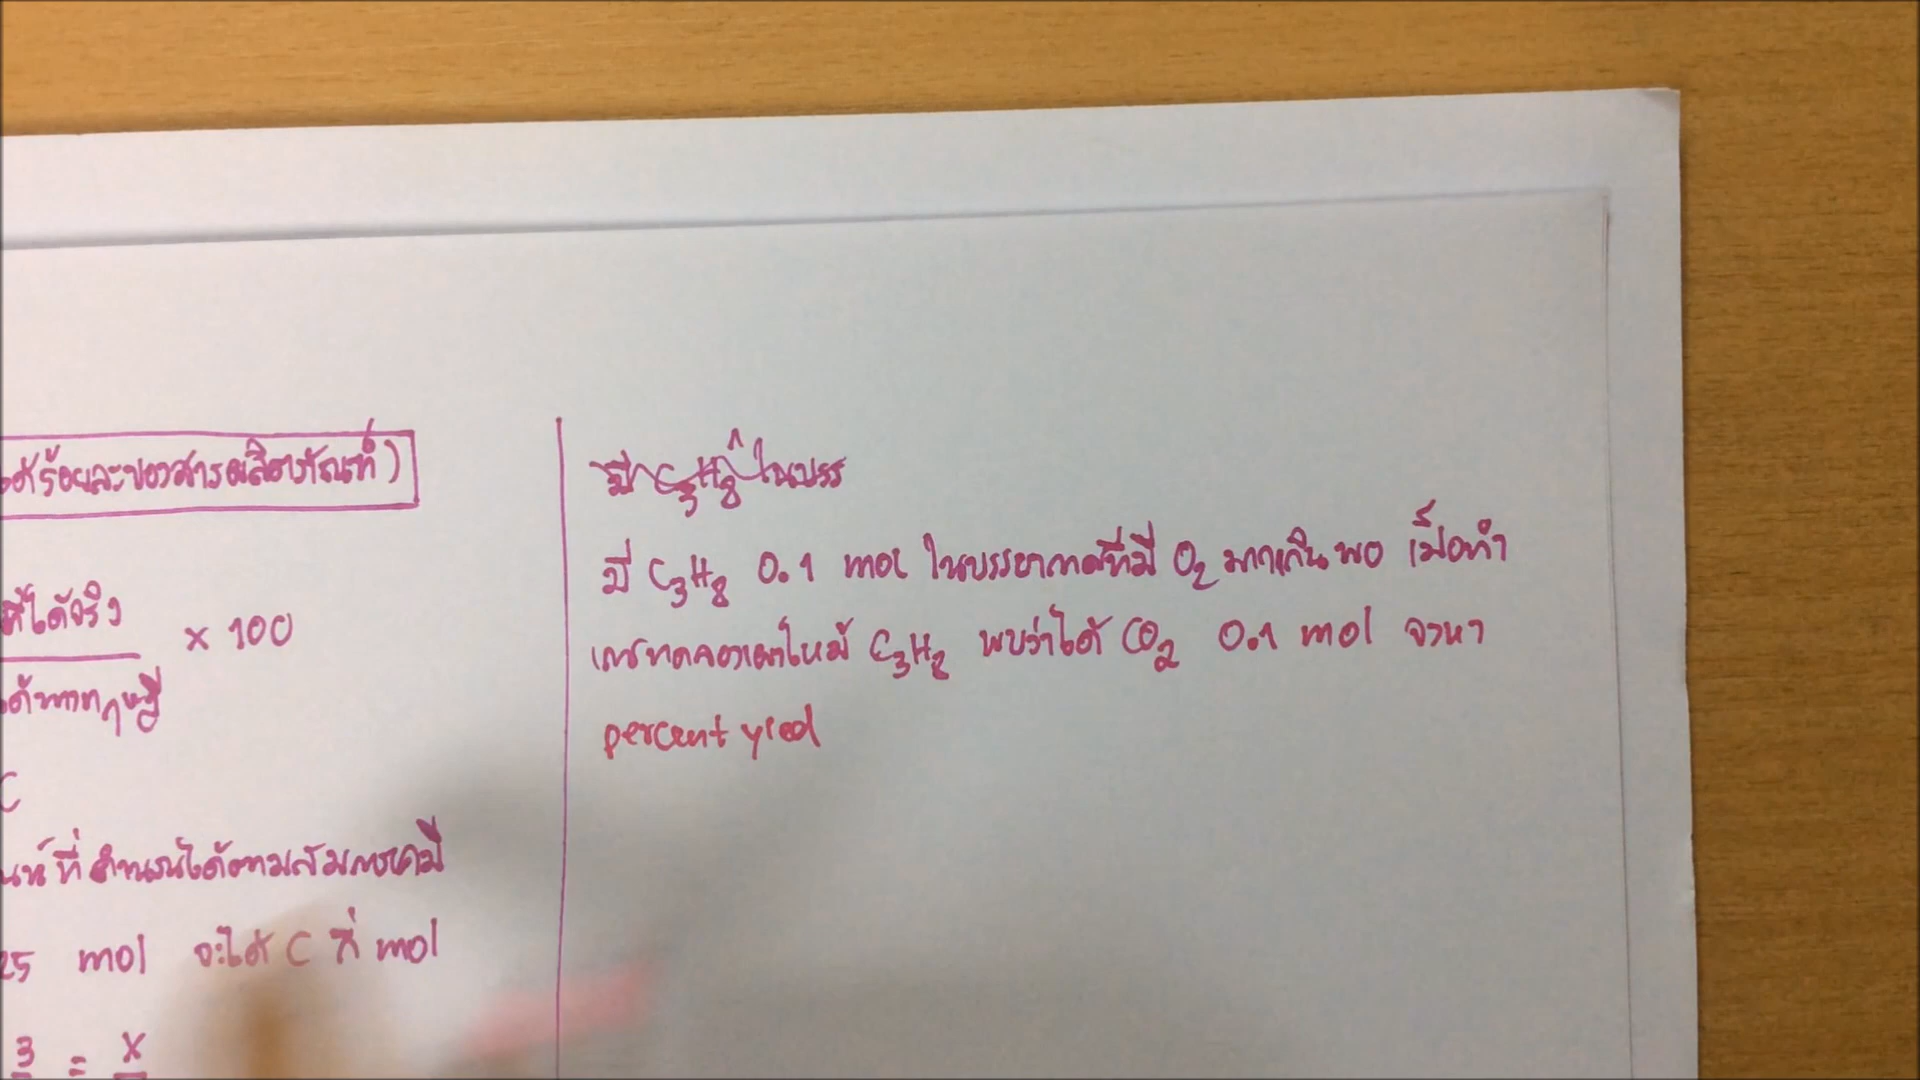 ร้อยละของสารผลิตภัณฑ์)
ที่ได้จริง
× 100
ได้ทางทฤษฎี
C
ที่คำนวนได้ตามสมการเคมี
25 mol จะได้ C กี่ mol
3 = x
มี C3H8 ในบรร
มี C3H8 0.1 mol ในบรรยากาศที่มี O2 มากเกินพอ เมื่อทำ
การทดลองเผาไหม้ C3H8 พบว่าได้ CO2 0.1 mol จงหา
percent yied